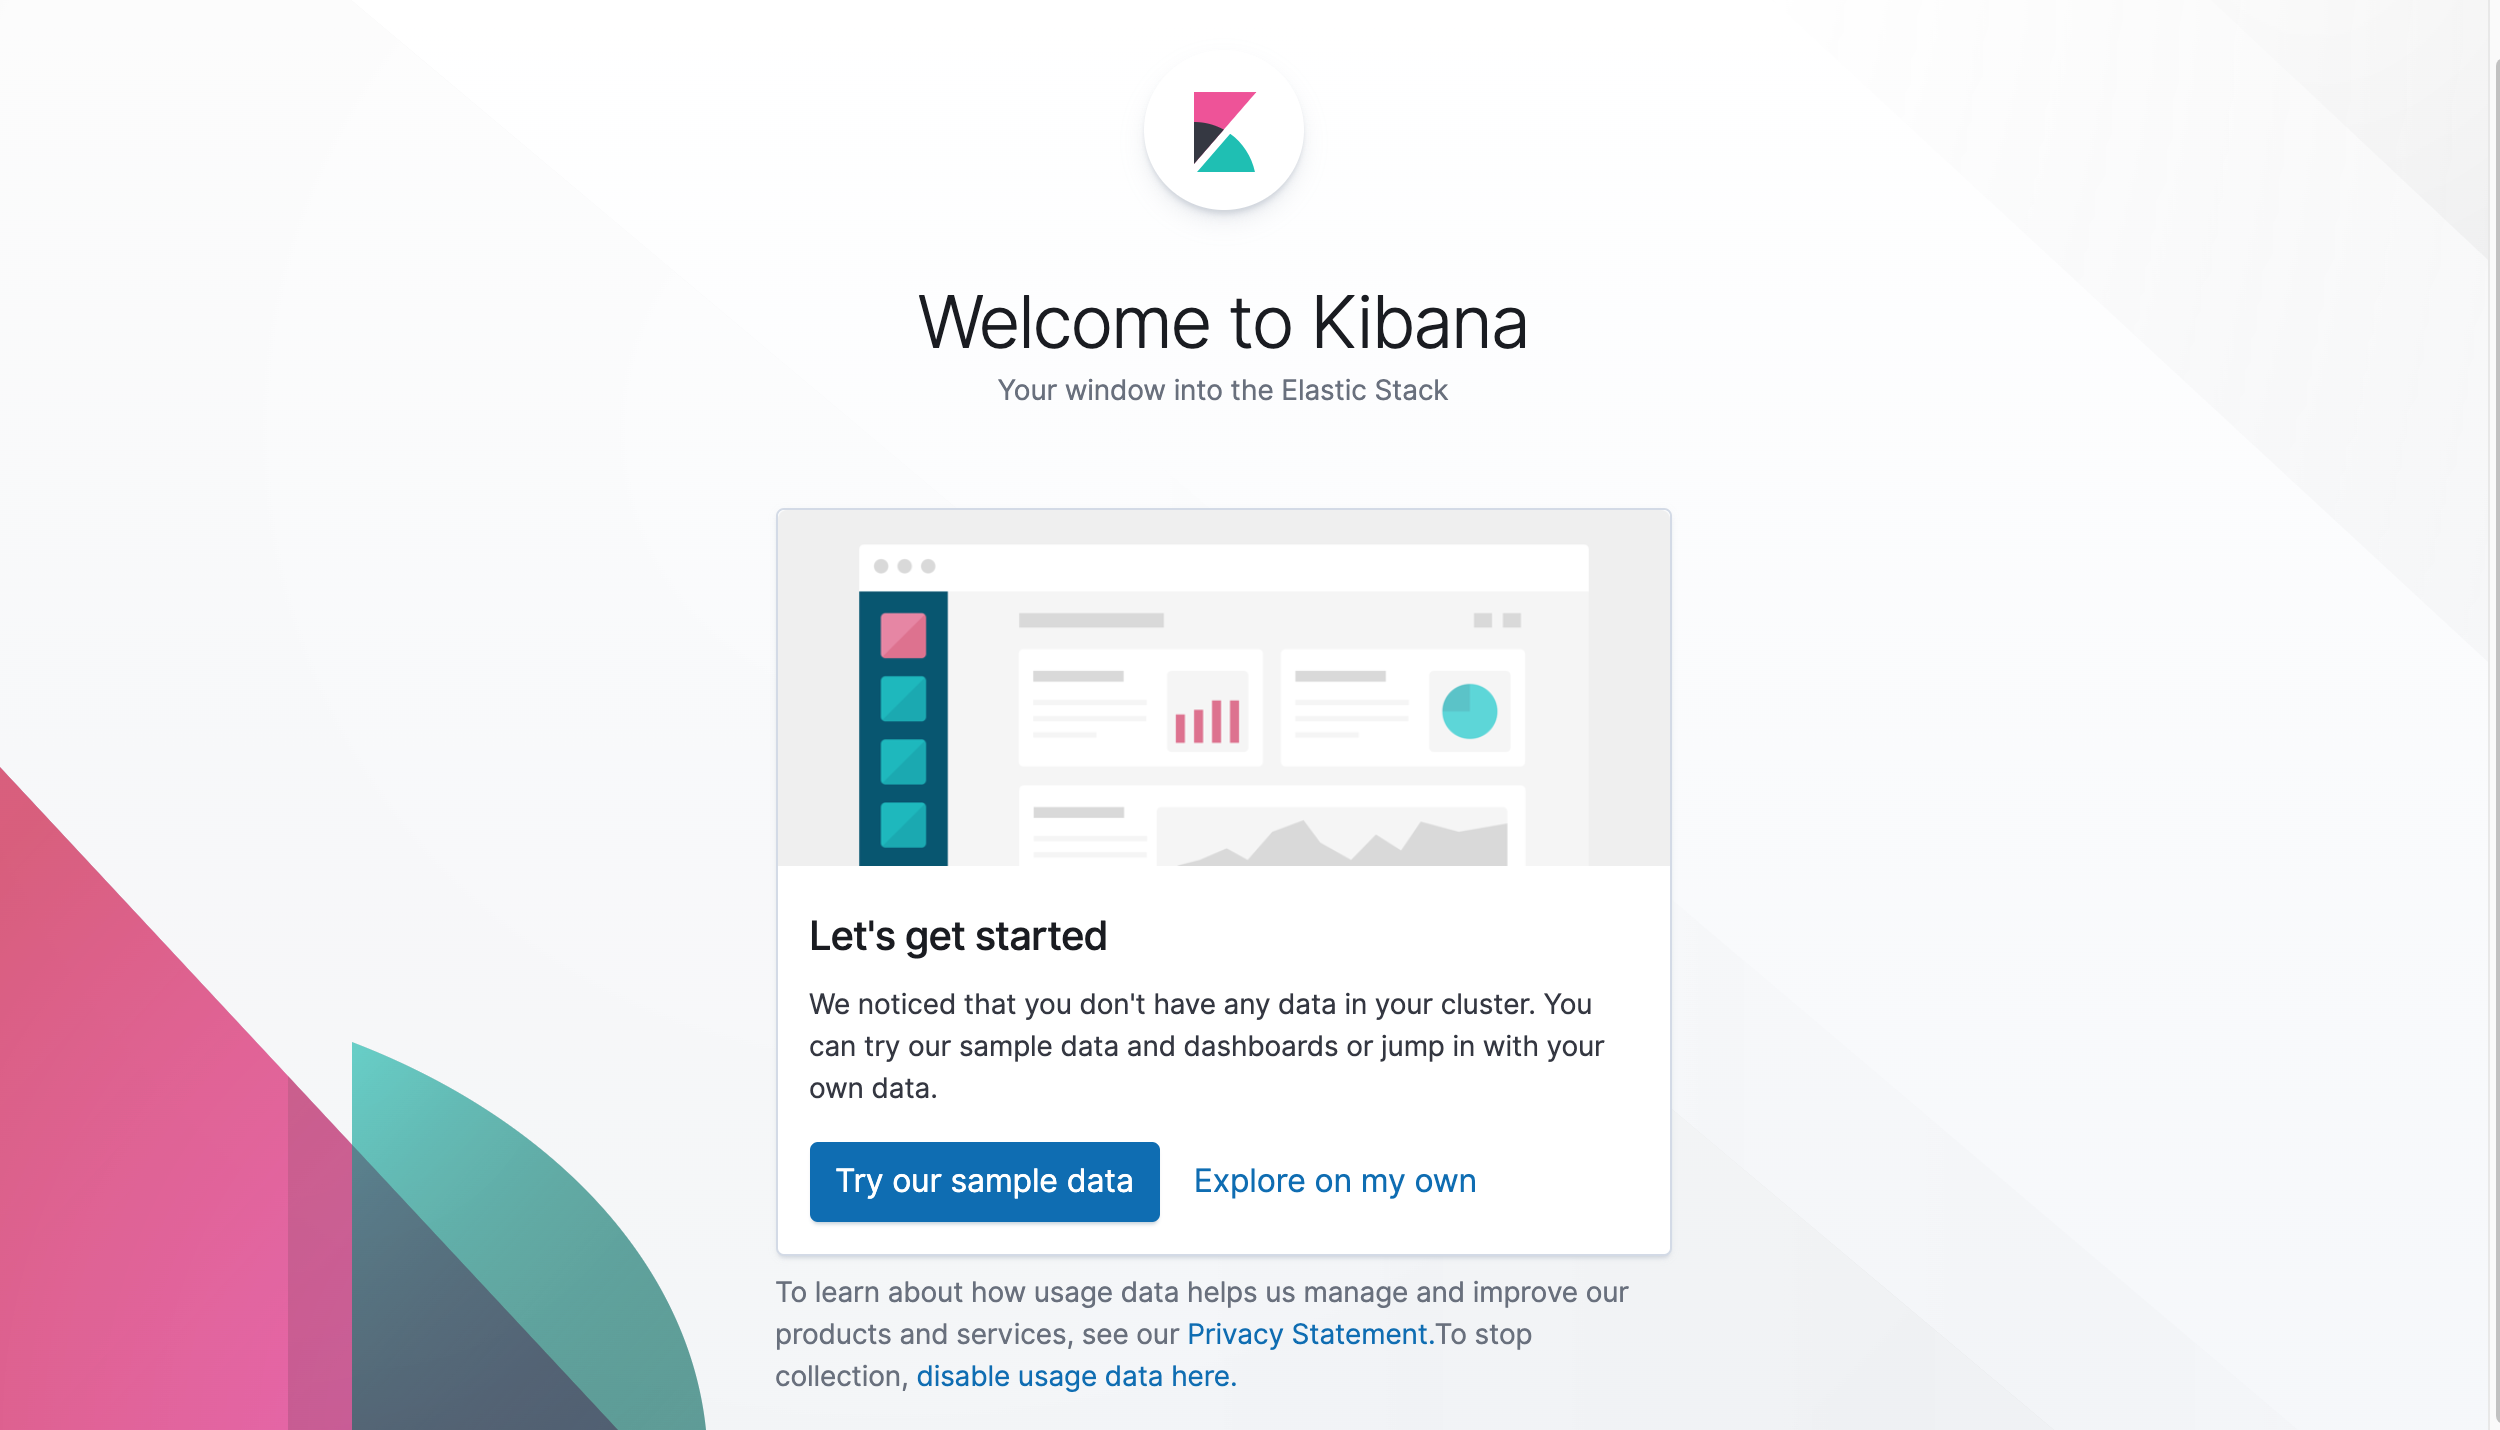 Welcome to Kibana
Your window into the Elastic Stack
Let's get started
We noticed that you don't have any data in your cluster. You
can try our sample data and dashboards or jump in with your
own data.
Try our sample data
Explore on my own
To learn about how usage data helps us manage and improve our
products and services, see our Privacy Statement.To stop
collection, disable usage data here.